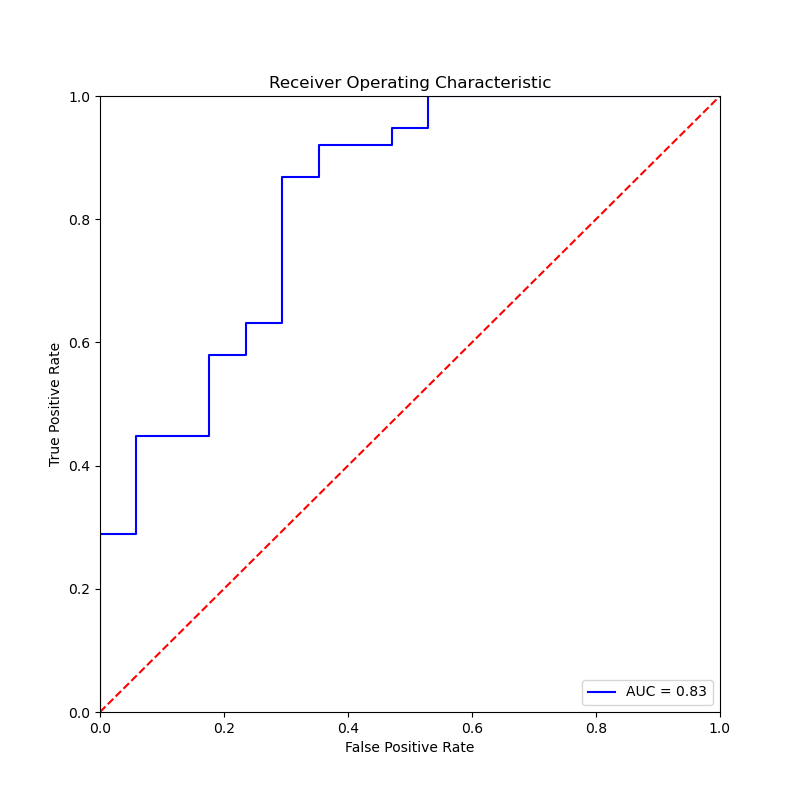 Receiver Operating Characteristic
1.0
0.8
0.6
0.4
0.2
0.0
True Positive Rate
AUC = 0.83
0.0 0.2 0.4 0.6 0.8 1.0
False Positive Rate